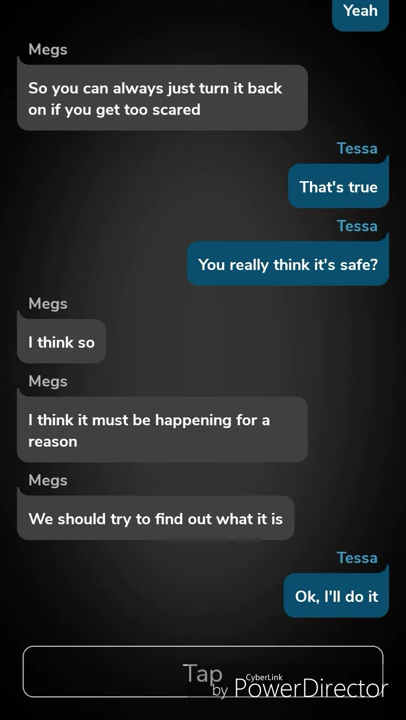 Yeah
Megs
So you can always just turn it back
on if you get too scared
Tessa
That's true
Tessa
You really think it's safe?
Megs
I think so
Megs
I think it must be happening for a
reason
Megs
We should try to find out what it is
Tessa
Ok, I'll do it
Tap
by CyberLink
PowerDirector